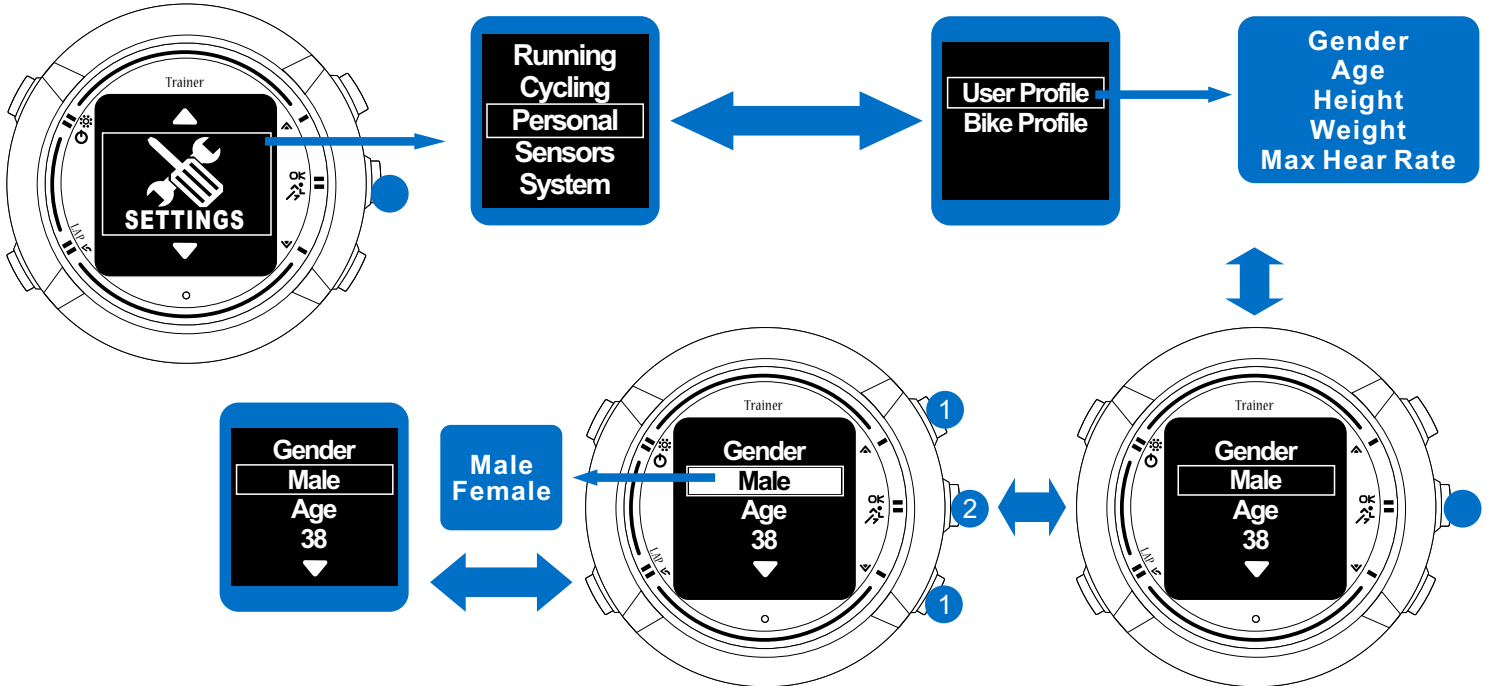 Trainer
SETTINGS
OK
LAP
Running
Cycling
Personal
Sensors
System
User Profile
Bike Profile
Gender
Age
Height
Weight
Max Hear Rate
Gender
Male
Age
38
Male
Female
Trainer
Gender
Male
Age
38
OK
LAP
1
2
1
Trainer
Gender
Male
Age
38
OK
LAP